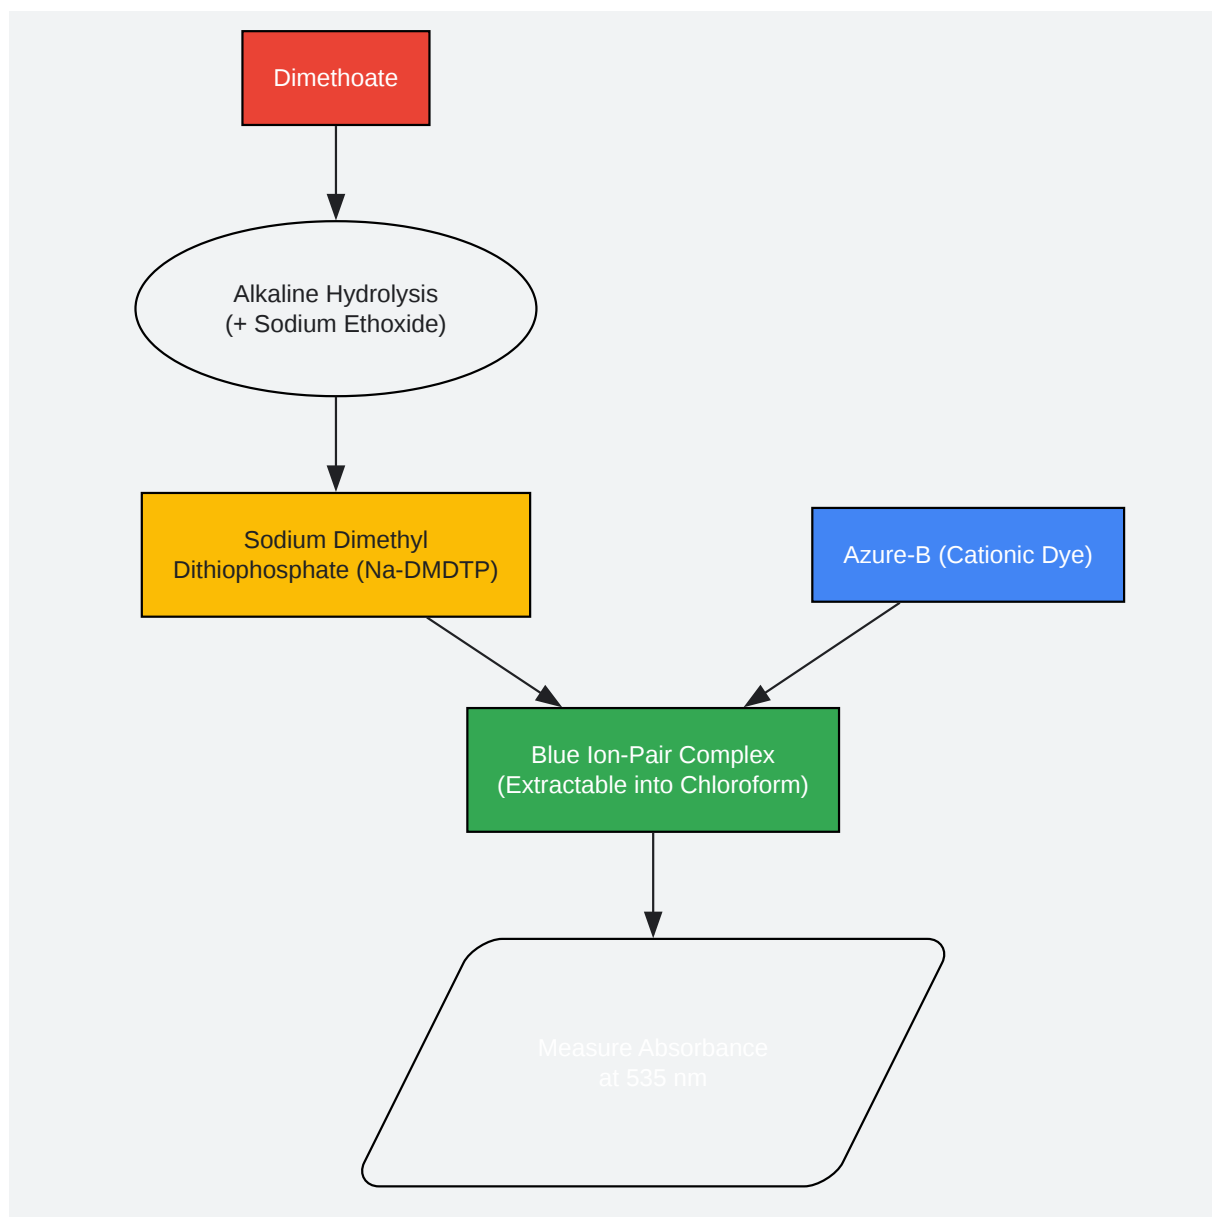 Dimethoate
Alkaline Hydrolysis
(+ Sodium Ethoxide)
Sodium Dimethyl
Dithiophosphate (Na-DMDTP)
Azure-B (Cationic Dye)
Blue Ion-Pair Complex
(Extractable into Chloroform)
Measure Absorbance
at 535 nm